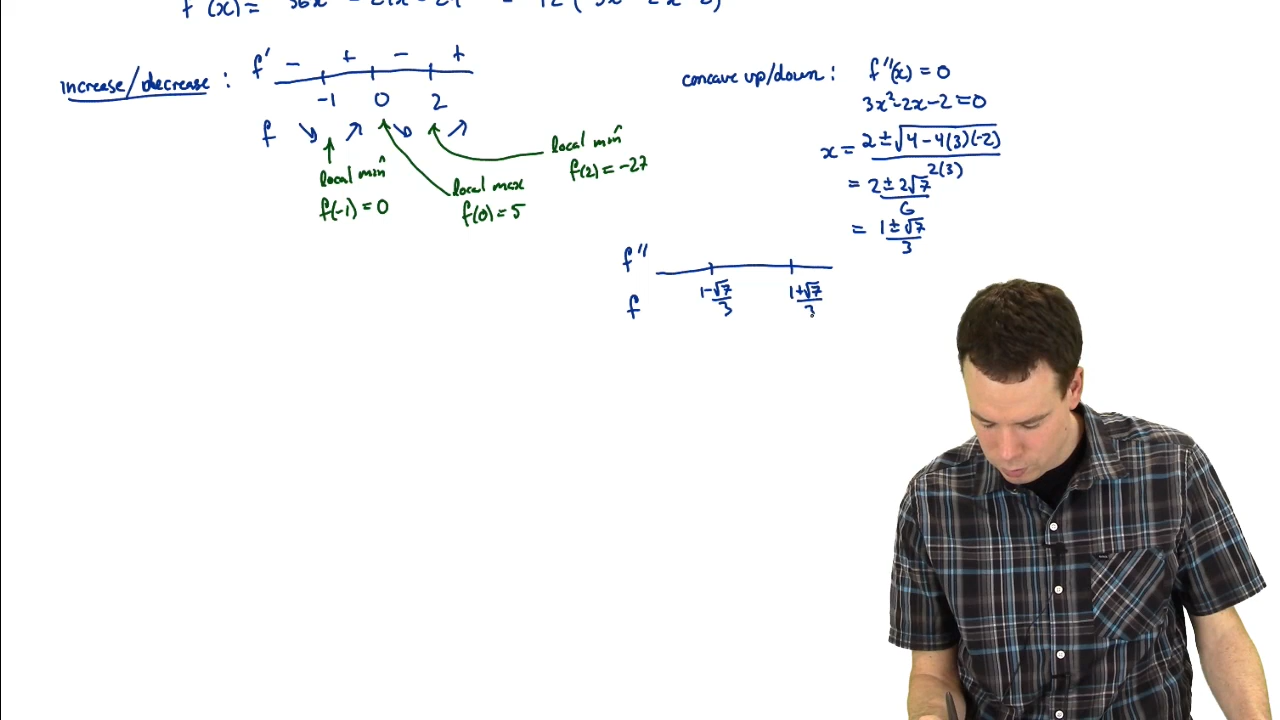 f''(x) =
increase/decrease :
f' − + − +
-1 0 2
f ↘ ↗ ↘ ↗
local min
f(-1) = 0
local max
f(0) = 5
local min
f(2) = -27
concave up/down : f''(x) = 0
3x²-2x-2 = 0
x = 2 ± √4 - 4(3)(-2) / 2(3)
= 2 ± 2√7 / 6
= 1 ± √7 / 3
f''
f 1-√7 / 3 1+√7 / 3